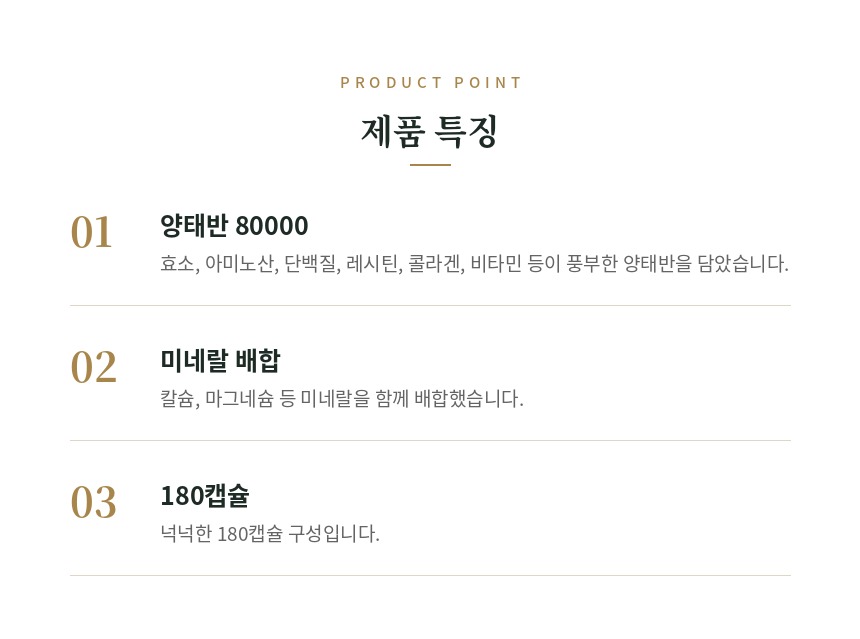 PRODUCT POINT
제품 특징
01
양태반 80000
효소, 아미노산, 단백질, 레시틴, 콜라겐, 비타민 등이 풍부한 양태반을 담았습니다.
02
미네랄 배합
칼슘, 마그네슘 등 미네랄을 함께 배합했습니다.
03
180캡슐
넉넉한 180캡슐 구성입니다.